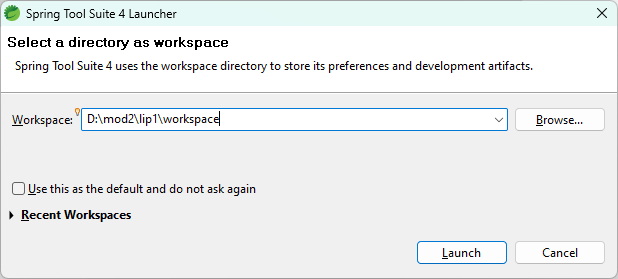 Spring Tool Suite 4 Launcher
Select a directory as workspace
Spring Tool Suite 4 uses the workspace directory to store its preferences and development artifacts.
Workspace: D:\mod2\lip1\workspace Browse...
Use this as the default and do not ask again
Recent Workspaces
Launch Cancel